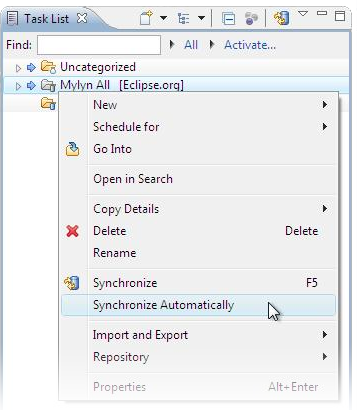 Task List
Find: All Activate...
Uncategorized
Mylyn All [Eclipse.org]
New
Schedule for
Go Into
Open in Search
Copy Details
Delete Delete
Rename
Synchronize F5
Synchronize Automatically
Import and Export
Repository
Properties Alt+Enter